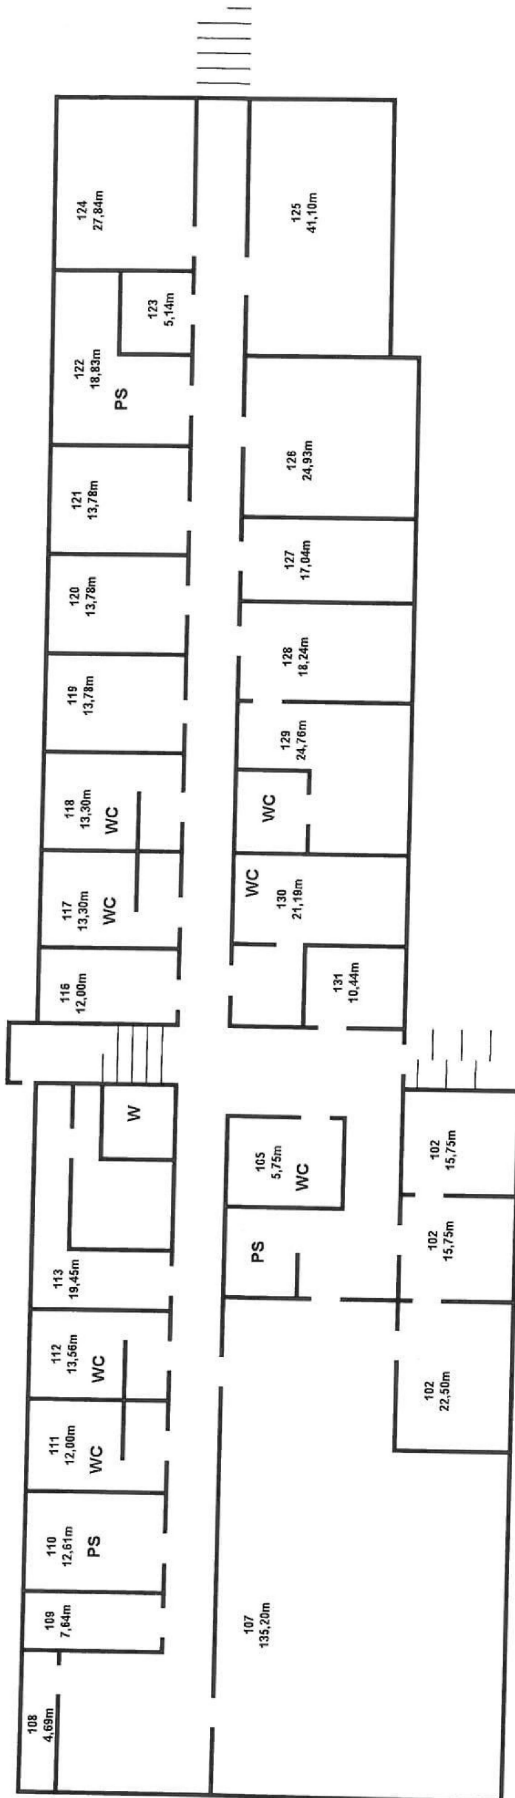 124
27,84m
125
41,10m
123
5,14m
122
18,83m
PS
126
24,93m
121
13,78m
127
17,04m
120
13,78m
128
18,24m
119
13,78m
129
24,76m
118
13,30m
WC
WC
117
13,30m
WC
WC
130
21,19m
116
12,00m
131
10,44m
W
105
5,75m
WC
102
15,75m
113
19,45m
PS
102
15,75m
112
13,56m
WC
102
22,50m
111
12,00m
WC
110
12,61m
PS
109
7,64m
107
135,20m
108
4,69m